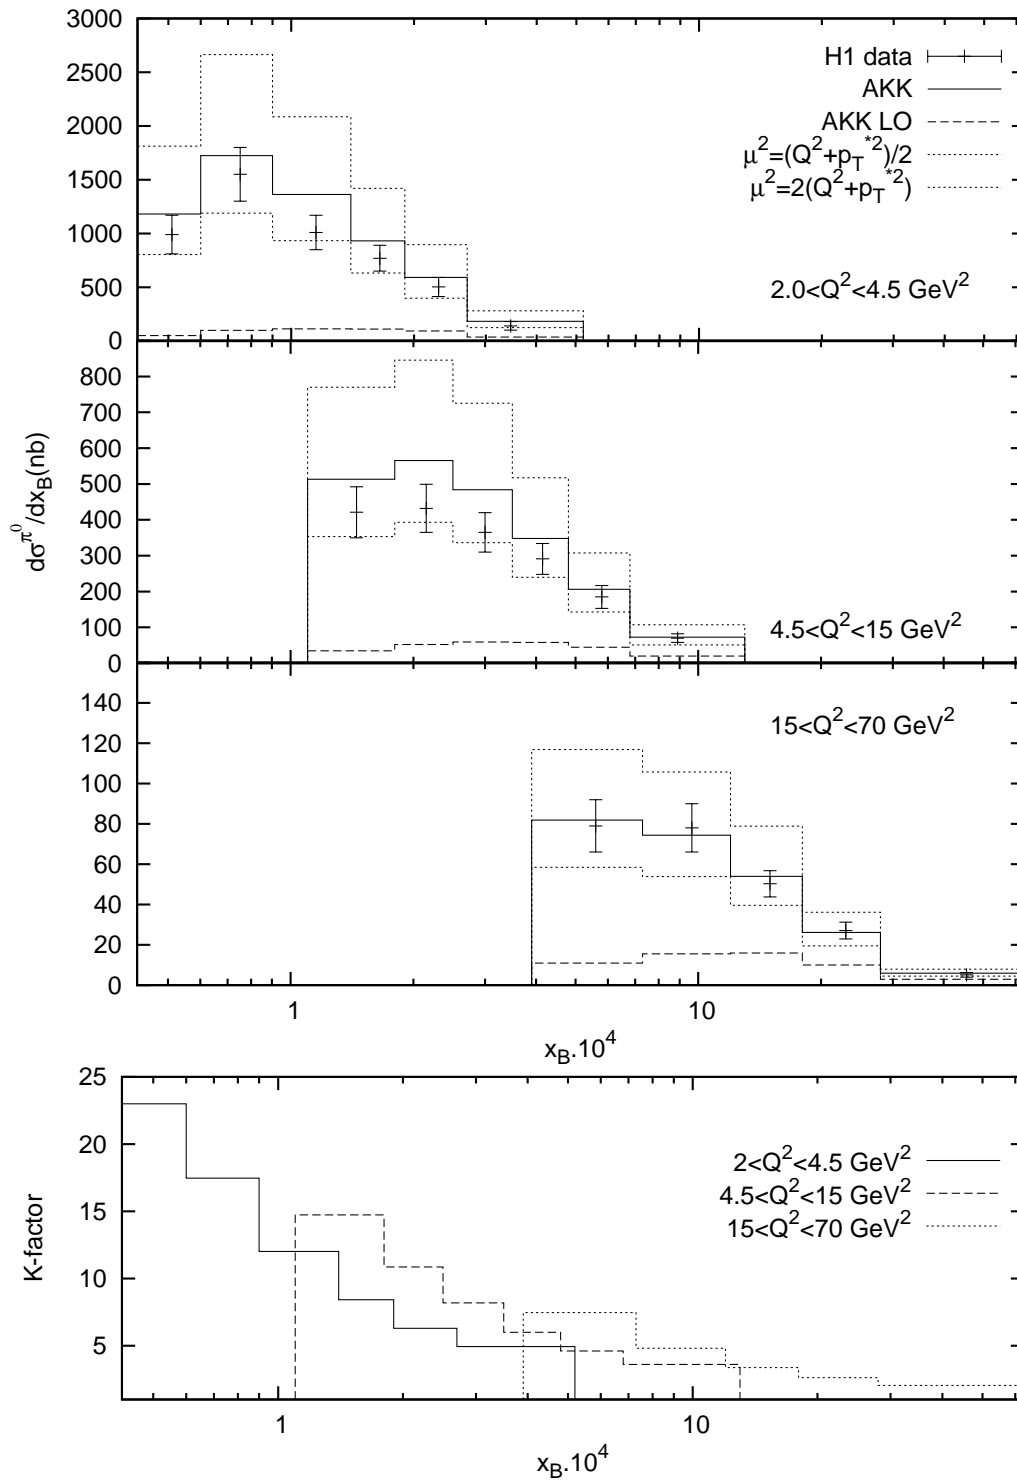 3000
2500
2000
1500
1000
500
0
H1 data
AKK
AKK LO
μ²=(Q²+p_T*²)/2
μ²=2(Q²+p_T*²)
2.0<Q²<4.5 GeV²
800
700
600
500
400
300
200
100
0
4.5<Q²<15 GeV²
dσ^π⁰/dx_B(nb)
140
120
100
80
60
40
20
0
15<Q²<70 GeV²
1 10
x_B.10⁴
25
20
15
10
5
K-factor
2<Q²<4.5 GeV²
4.5<Q²<15 GeV²
15<Q²<70 GeV²
1 10
x_B.10⁴